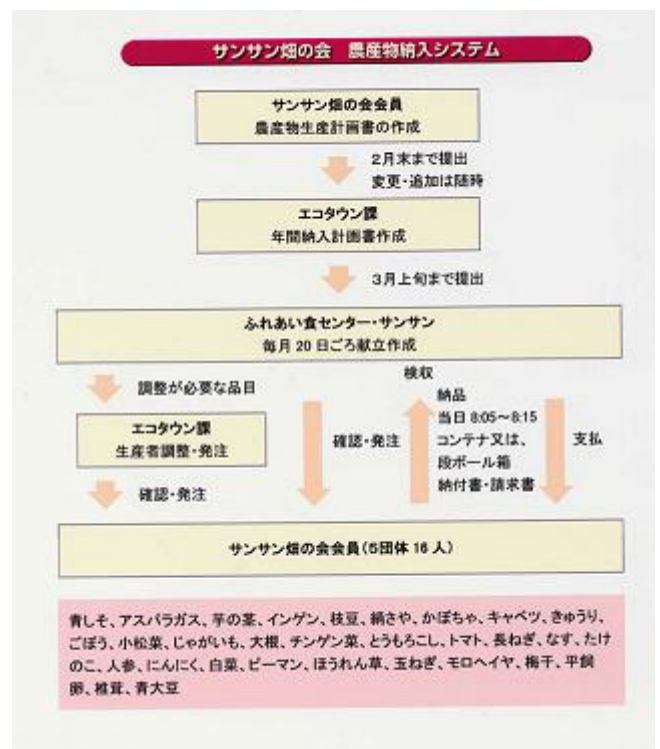 サンサン畑の会　農産物納入システム
サンサン畑の会会員
農産物生産計画書の作成
2月末まで提出
変更・追加は随時
エコタウン課
年間納入計画書作成
3月上旬まで提出
ふれあい食センター・サンサン
毎月20日ごろ献立作成
調整が必要な品目
エコタウン課
生産者調整・発注
確認・発注
確認・発注
検収
納品
当日 8:05～8:15
コンテナ又は、
段ボール箱
納付書・請求書
支払
サンサン畑の会会員（5団体 16人）
青しそ、アスパラガス、芋の茎、インゲン、枝豆、絹さや、かぼちゃ、キャベツ、きゅうり、
ごぼう、小松菜、じゃがいも、大根、チンゲン菜、とうもろこし、トマト、長ねぎ、なす、たけ
のこ、人参、にんにく、白菜、ピーマン、ほうれん草、玉ねぎ、モロヘイヤ、梅干、平飼
卵、椎茸、青大豆